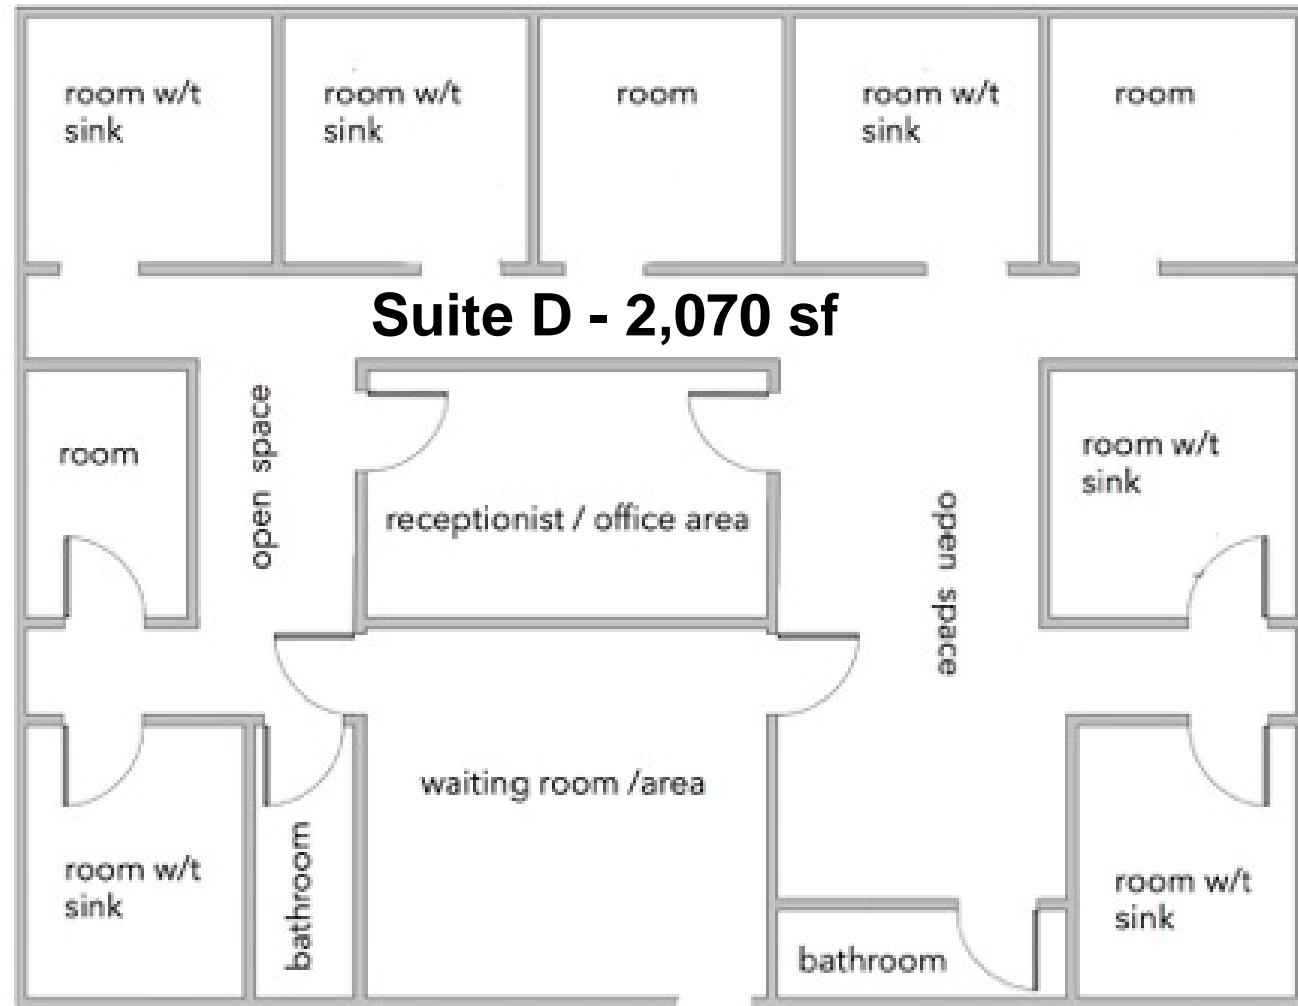 room w/t
sink
room w/t
sink
room
room w/t
sink
room
Suite D - 2,070 sf
room
open space
receptionist / office area
open space
room w/t
sink
waiting room /area
room w/t
sink
bathroom
bathroom
room w/t
sink